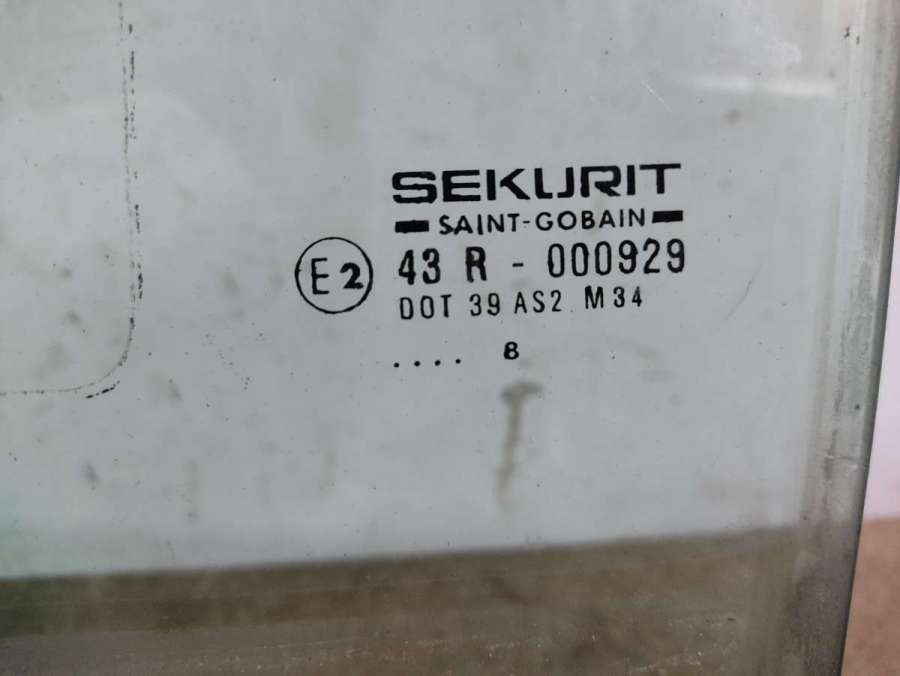 SEKURIT
SAINT-GOBAIN
E2 43 R - 000929
DOT 39 AS2 M34
.... 8